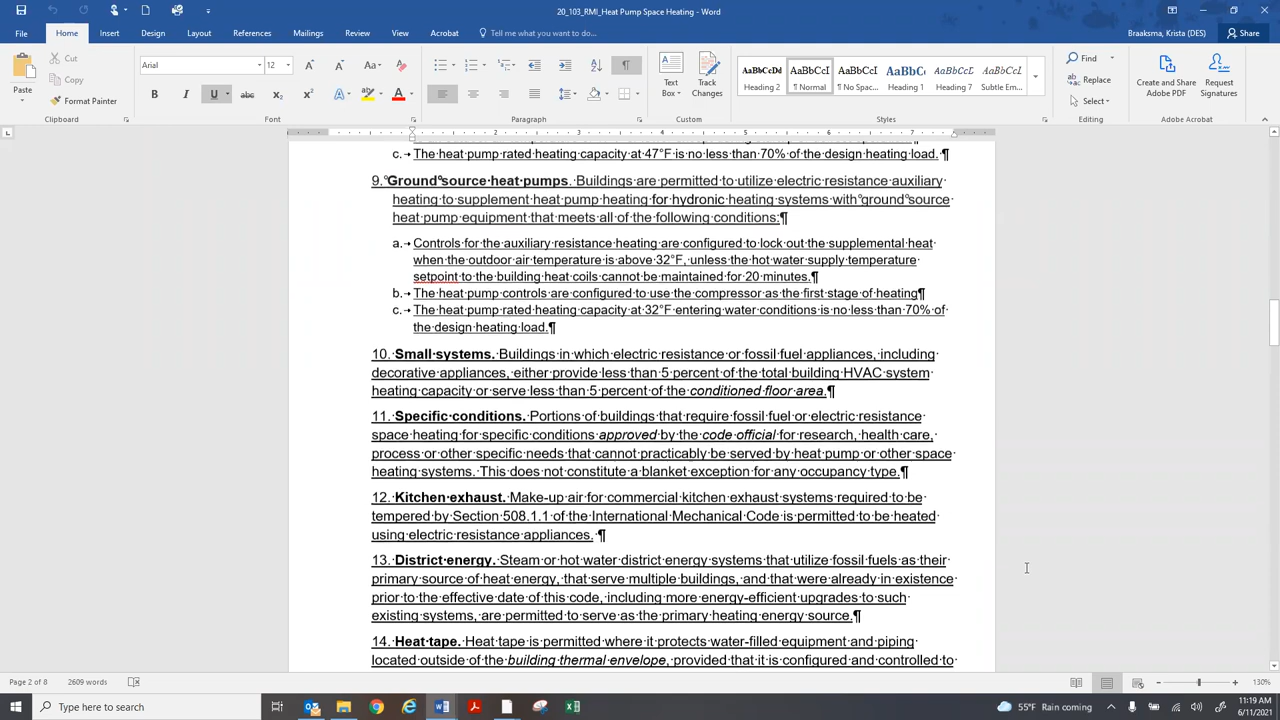 20_103_RMI_Heat Pump Space Heating - Word
Braaksma, Krista (DES)
File Home Insert Design Layout References Mailings Review View Acrobat Tell me what you want to do... Share
Cut
Copy
Format Painter
Paste
Clipboard
Arial 12
Font
Paragraph
Text Box
Track Changes
Custom
AaBbCcDd AaBbCcI AaBbCcI AaBbCc AaBbCcDd AaBbCcI
Heading 2 ¶ Normal ¶ No Spac... Heading 1 Heading 7 Subtle Em...
Styles
Find
Replace
Select
Editing
Create and Share Adobe PDF
Request Signatures
Adobe Acrobat
c. The heat pump rated heating capacity at 47°F is no less than 70% of the design heating load. ¶
9. Ground source heat pumps. Buildings are permitted to utilize electric resistance auxiliary
heating to supplement heat pump heating for hydronic heating systems with ground source
heat pump equipment that meets all of the following conditions:¶
a. Controls for the auxiliary resistance heating are configured to lock out the supplemental heat
when the outdoor air temperature is above 32°F, unless the hot water supply temperature
setpoint to the building heat coils cannot be maintained for 20 minutes.¶
b. The heat pump controls are configured to use the compressor as the first stage of heating¶
c. The heat pump rated heating capacity at 32°F entering water conditions is no less than 70% of
the design heating load.¶
10. Small systems. Buildings in which electric resistance or fossil fuel appliances, including
decorative appliances, either provide less than 5 percent of the total building HVAC system
heating capacity or serve less than 5 percent of the conditioned floor area.¶
11. Specific conditions. Portions of buildings that require fossil fuel or electric resistance
space heating for specific conditions approved by the code official for research, health care,
process or other specific needs that cannot practicably be served by heat pump or other space
heating systems. This does not constitute a blanket exception for any occupancy type.¶
12. Kitchen exhaust. Make-up air for commercial kitchen exhaust systems required to be
tempered by Section 508.1.1 of the International Mechanical Code is permitted to be heated
using electric resistance appliances. ¶
13. District energy. Steam or hot water district energy systems that utilize fossil fuels as their
primary source of heat energy, that serve multiple buildings, and that were already in existence
prior to the effective date of this code, including more energy-efficient upgrades to such
existing systems, are permitted to serve as the primary heating energy source.¶
14. Heat tape. Heat tape is permitted where it protects water-filled equipment and piping
located outside of the building thermal envelope, provided that it is configured and controlled to
Page 2 of 8 2609 words 130%
Type here to search
55°F Rain coming
11:19 AM
6/11/2021